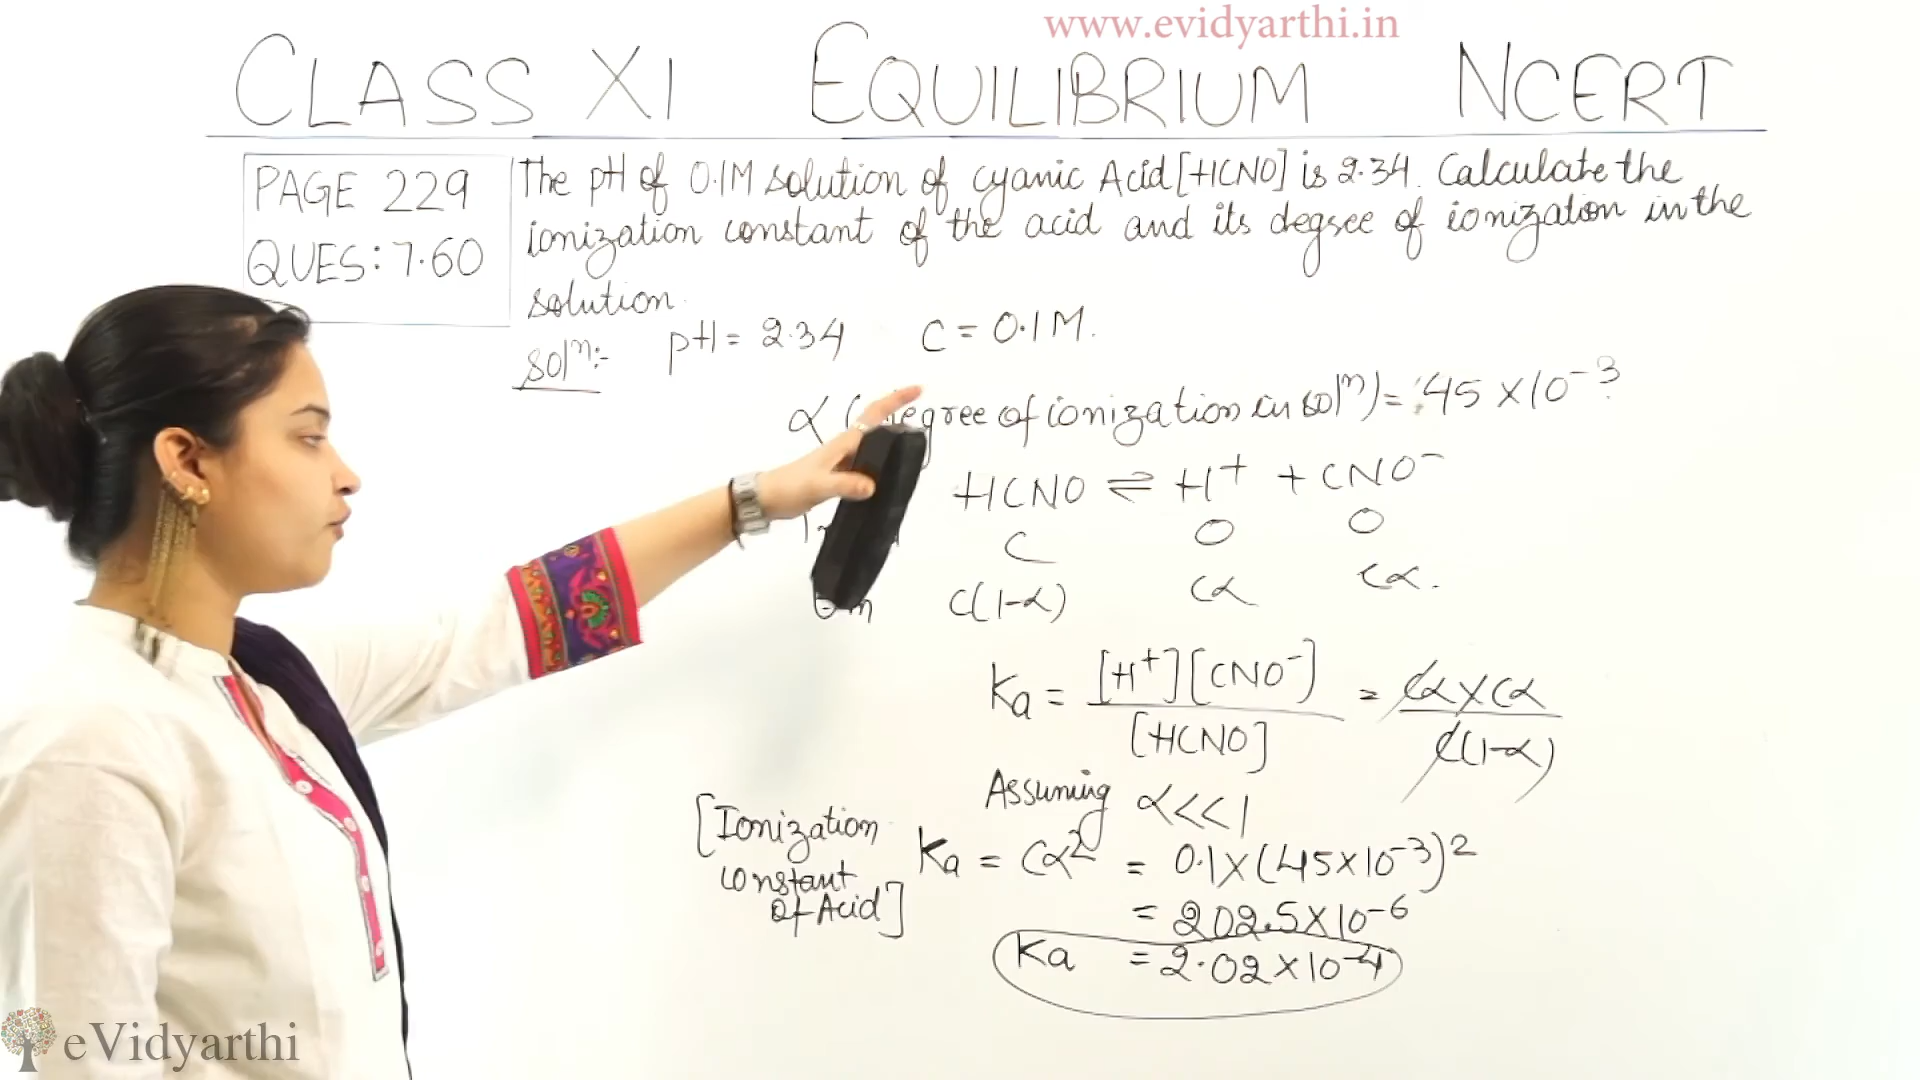 www.evidyarthi.in
CLASS XI EQUILIBRIUM NCERT
PAGE 229
QUES: 7.60
The pH of 0.1M solution of cyanic Acid [HCNO] is 2.34. Calculate the
ionization constant of the acid and its degree of ionization in the
solution.
solⁿ:- pH = 2.34 C = 0.1M.
α (degree of ionization in solⁿ) = 45 × 10⁻³
HCNO ⇌ H⁺ + CNO⁻
C 0 0
C(1-α) Cα Cα.
Ka = [H⁺][CNO⁻] / [HCNO] = Cα × Cα / C(1-α)
Assuming α<<1
[Ionization
constant
of Acid]
Ka = Cα² = 0.1 × (45×10⁻³)²
= 202.5×10⁻⁶
Ka = 2.02×10⁻⁴
eVidyarthi